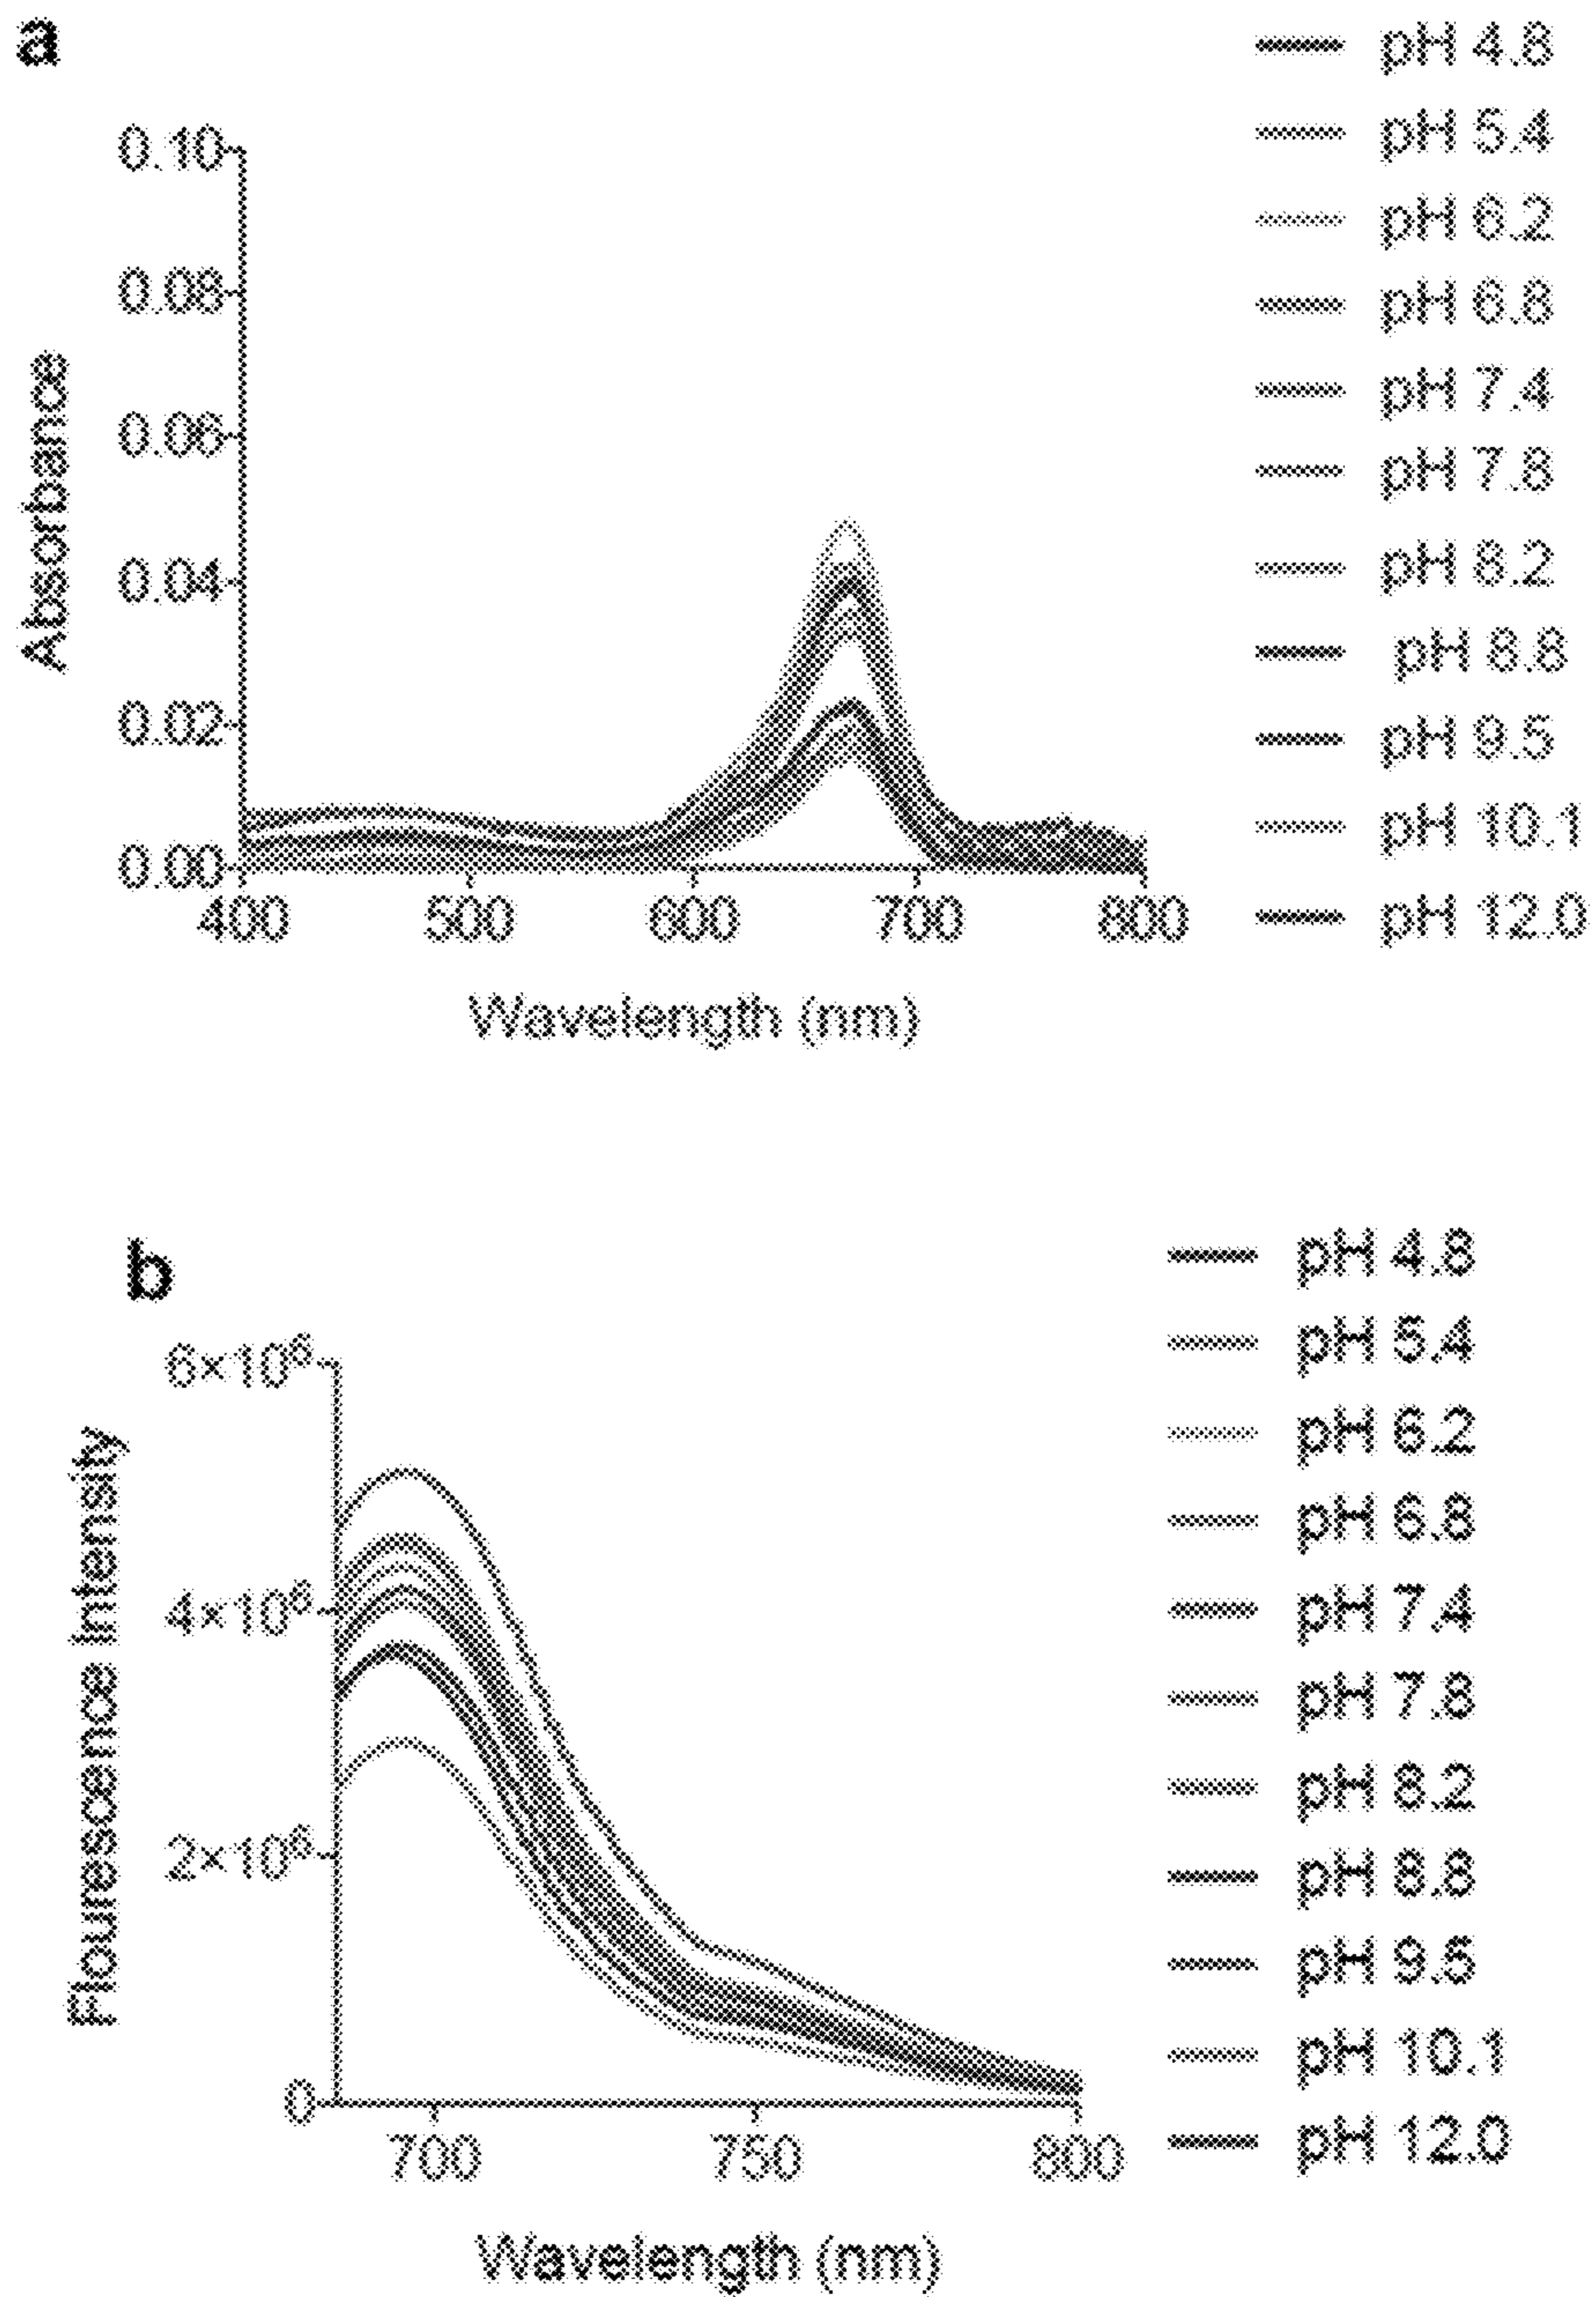 a
pH 4.8
pH 5.4
pH 6.2
pH 6.8
pH 7.4
pH 7.8
pH 8.2
pH 8.8
pH 9.5
pH 10.1
pH 12.0
0.10
0.08
0.06
0.04
0.02
0.00
Absorbance
400 500 600 700 800
Wavelength (nm)
b
pH 4.8
pH 5.4
pH 6.2
pH 6.8
pH 7.4
pH 7.8
pH 8.2
pH 8.8
pH 9.5
pH 10.1
pH 12.0
6×10⁶
4×10⁶
2×10⁶
0
Flourescence Intensity
700 750 800
Wavelength (nm)